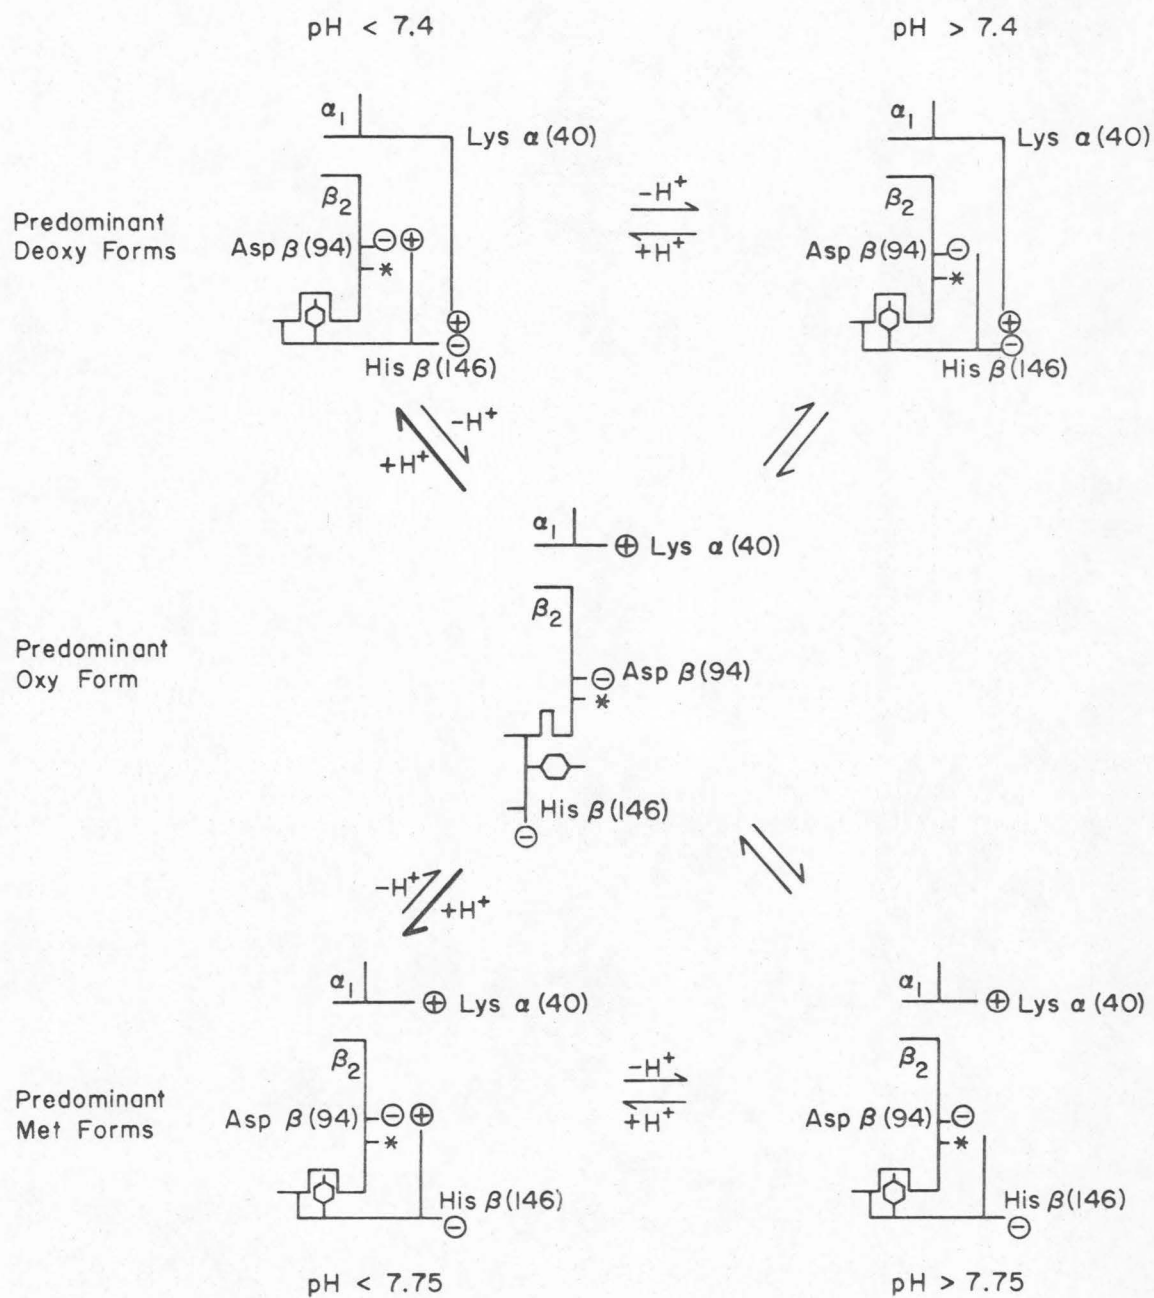 pH < 7.4
pH > 7.4
α₁
Lys α (40)
β₂
Predominant
Deoxy Forms
Asp β (94) ⊖ ⊕
*
⊕
⊖
His β (146)
−H⁺
+H⁺
α₁
Lys α (40)
β₂
Asp β (94) ⊖
*
⊕
⊖
His β (146)
−H⁺
+H⁺
α₁
⊕ Lys α (40)
β₂
Predominant
Oxy Form
⊖ Asp β (94)
*
His β (146)
⊖
−H⁺
+H⁺
α₁
⊕ Lys α (40)
β₂
Predominant
Met Forms
Asp β (94) ⊖ ⊕
*
His β (146)
⊖
−H⁺
+H⁺
α₁
⊕ Lys α (40)
β₂
Asp β (94) ⊖
*
His β (146)
⊖
pH < 7.75
pH > 7.75